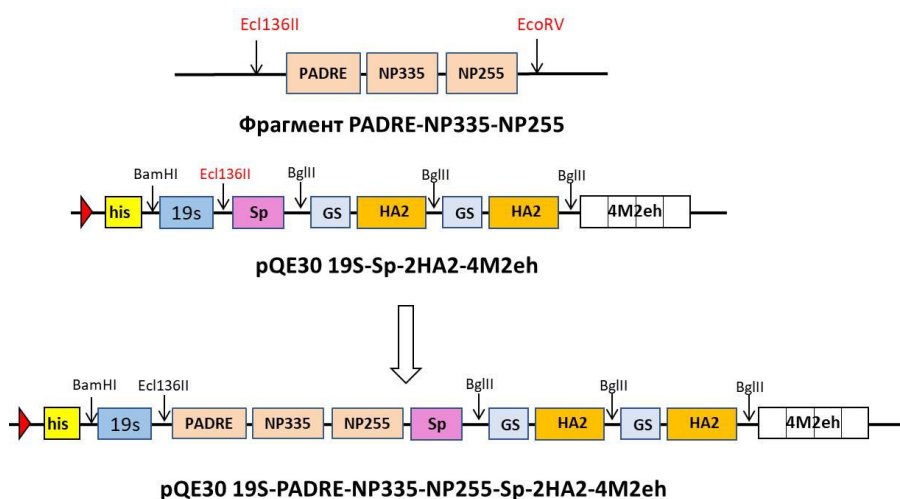 Ecl136II EcoRV
PADRE NP335 NP255
Фрагмент PADRE-NP335-NP255
BamHI Ecl136II BglII BglII BglII
his 19s Sp GS HA2 GS HA2 4M2eh
pQE30 19S-Sp-2HA2-4M2eh
BamHI Ecl136II BglII BglII BglII
his 19s PADRE NP335 NP255 Sp GS HA2 GS HA2 4M2eh
pQE30 19S-PADRE-NP335-NP255-Sp-2HA2-4M2eh